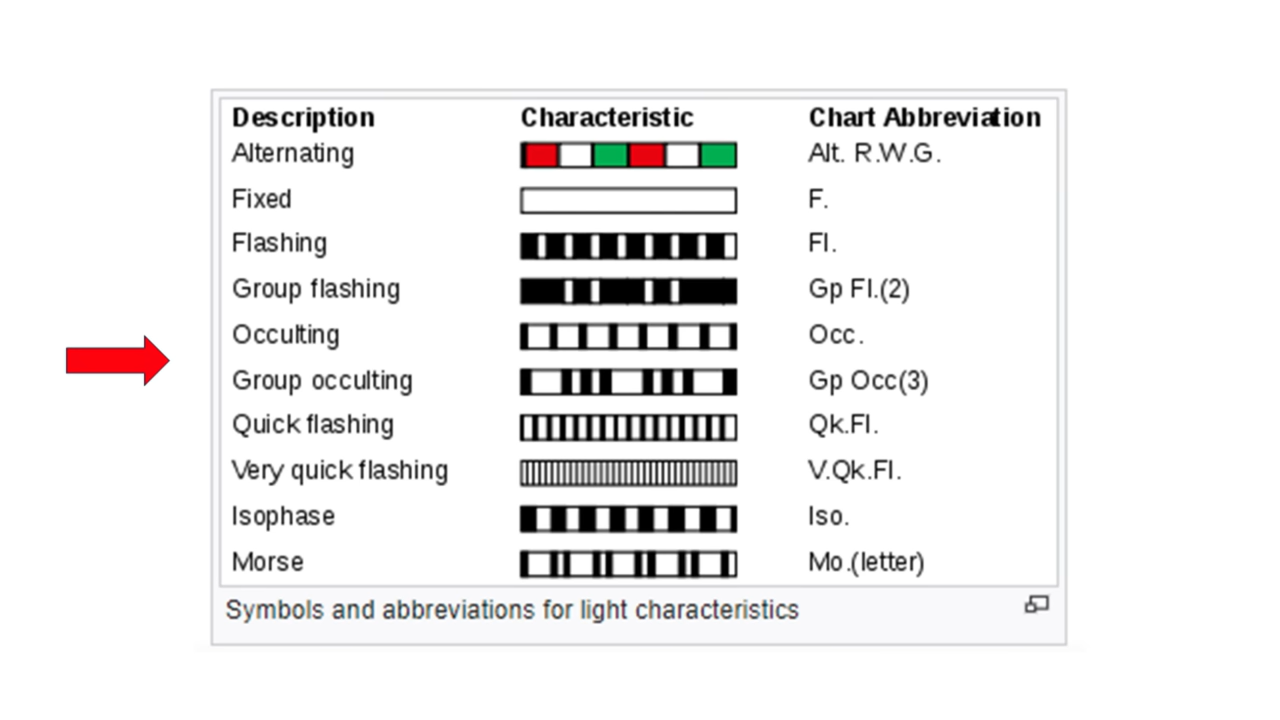 Description Characteristic Chart Abbreviation
Alternating Alt. R.W.G.
Fixed F.
Flashing Fl.
Group flashing Gp Fl.(2)
Occulting Occ.
Group occulting Gp Occ(3)
Quick flashing Qk.Fl.
Very quick flashing V.Qk.Fl.
Isophase Iso.
Morse Mo.(letter)
Symbols and abbreviations for light characteristics